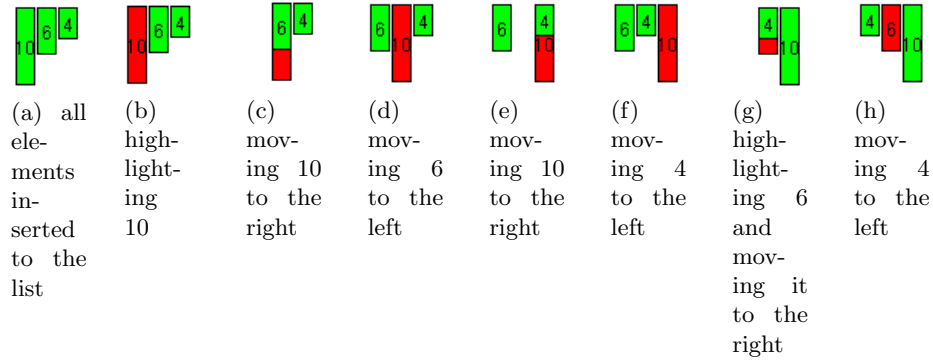 10 6 4
10 6 4
6 4
6 10 4
6 4 10
6 4 10
4 10
4 6 10
(a) all
ele-
ments
in-
serted
to the
list
(b)
high-
light-
ing
10
(c)
mov-
ing 10
to the
right
(d)
mov-
ing 6
to the
left
(e)
mov-
ing 10
to the
right
(f)
mov-
ing 4
to the
left
(g)
high-
light-
ing 6
and
mov-
ing it
to the
right
(h)
mov-
ing 4
to the
left